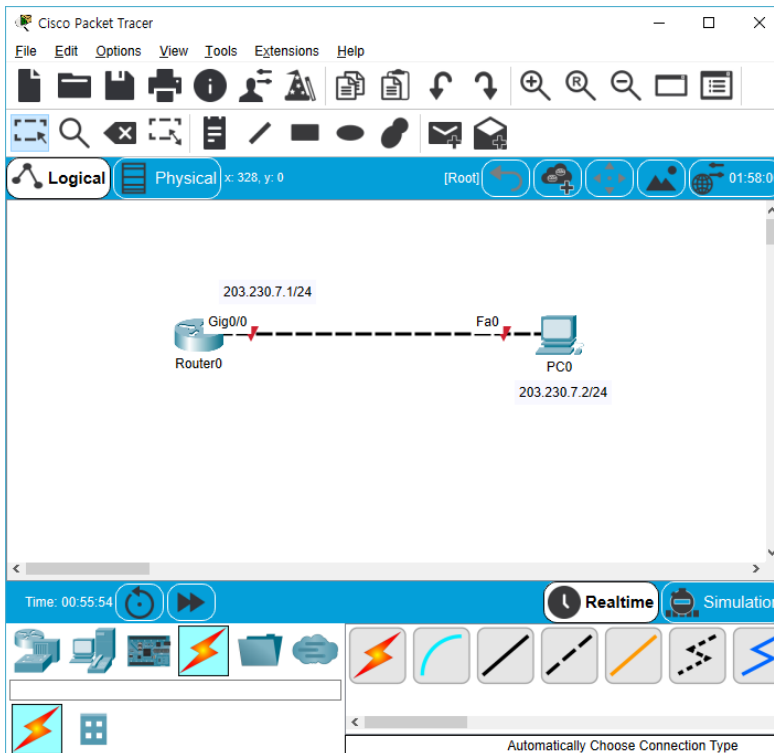 Cisco Packet Tracer
File Edit Options View Tools Extensions Help
Logical Physical x: 328, y: 0 [Root] 01:58:0
203.230.7.1/24
Gig0/0 Fa0
Router0
PC0
203.230.7.2/24
Time: 00:55:54 Realtime Simulation
Automatically Choose Connection Type